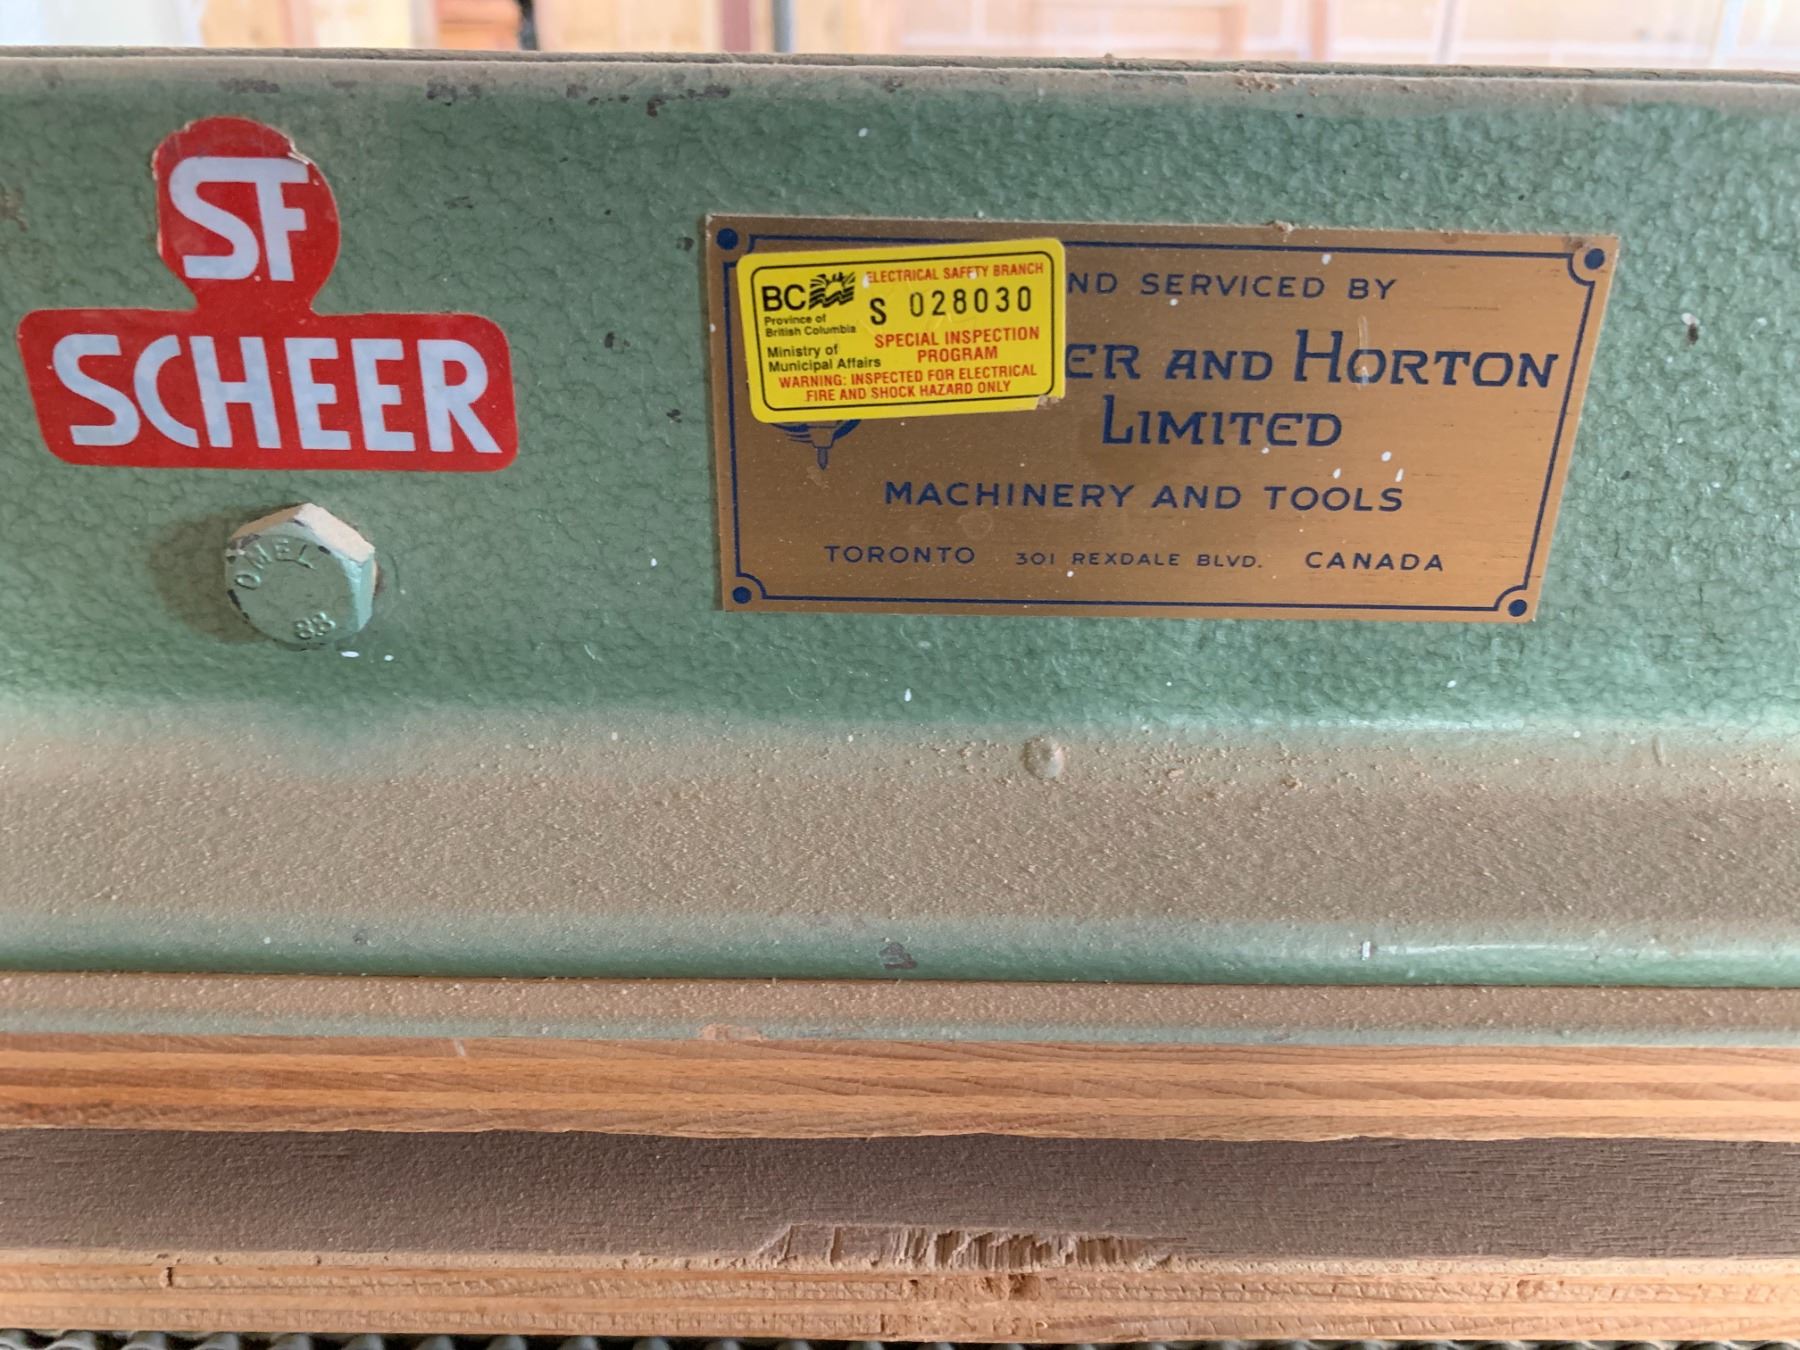 SF
SCHEER
OMEL
88
BC
Province of
British Columbia
Ministry of
Municipal Affairs
ELECTRICAL SAFETY BRANCH
S 028030
SPECIAL INSPECTION
PROGRAM
WARNING: INSPECTED FOR ELECTRICAL
FIRE AND SHOCK HAZARD ONLY
ND SERVICED BY
ER AND HORTON
LIMITED
MACHINERY AND TOOLS
TORONTO 301 REXDALE BLVD. CANADA